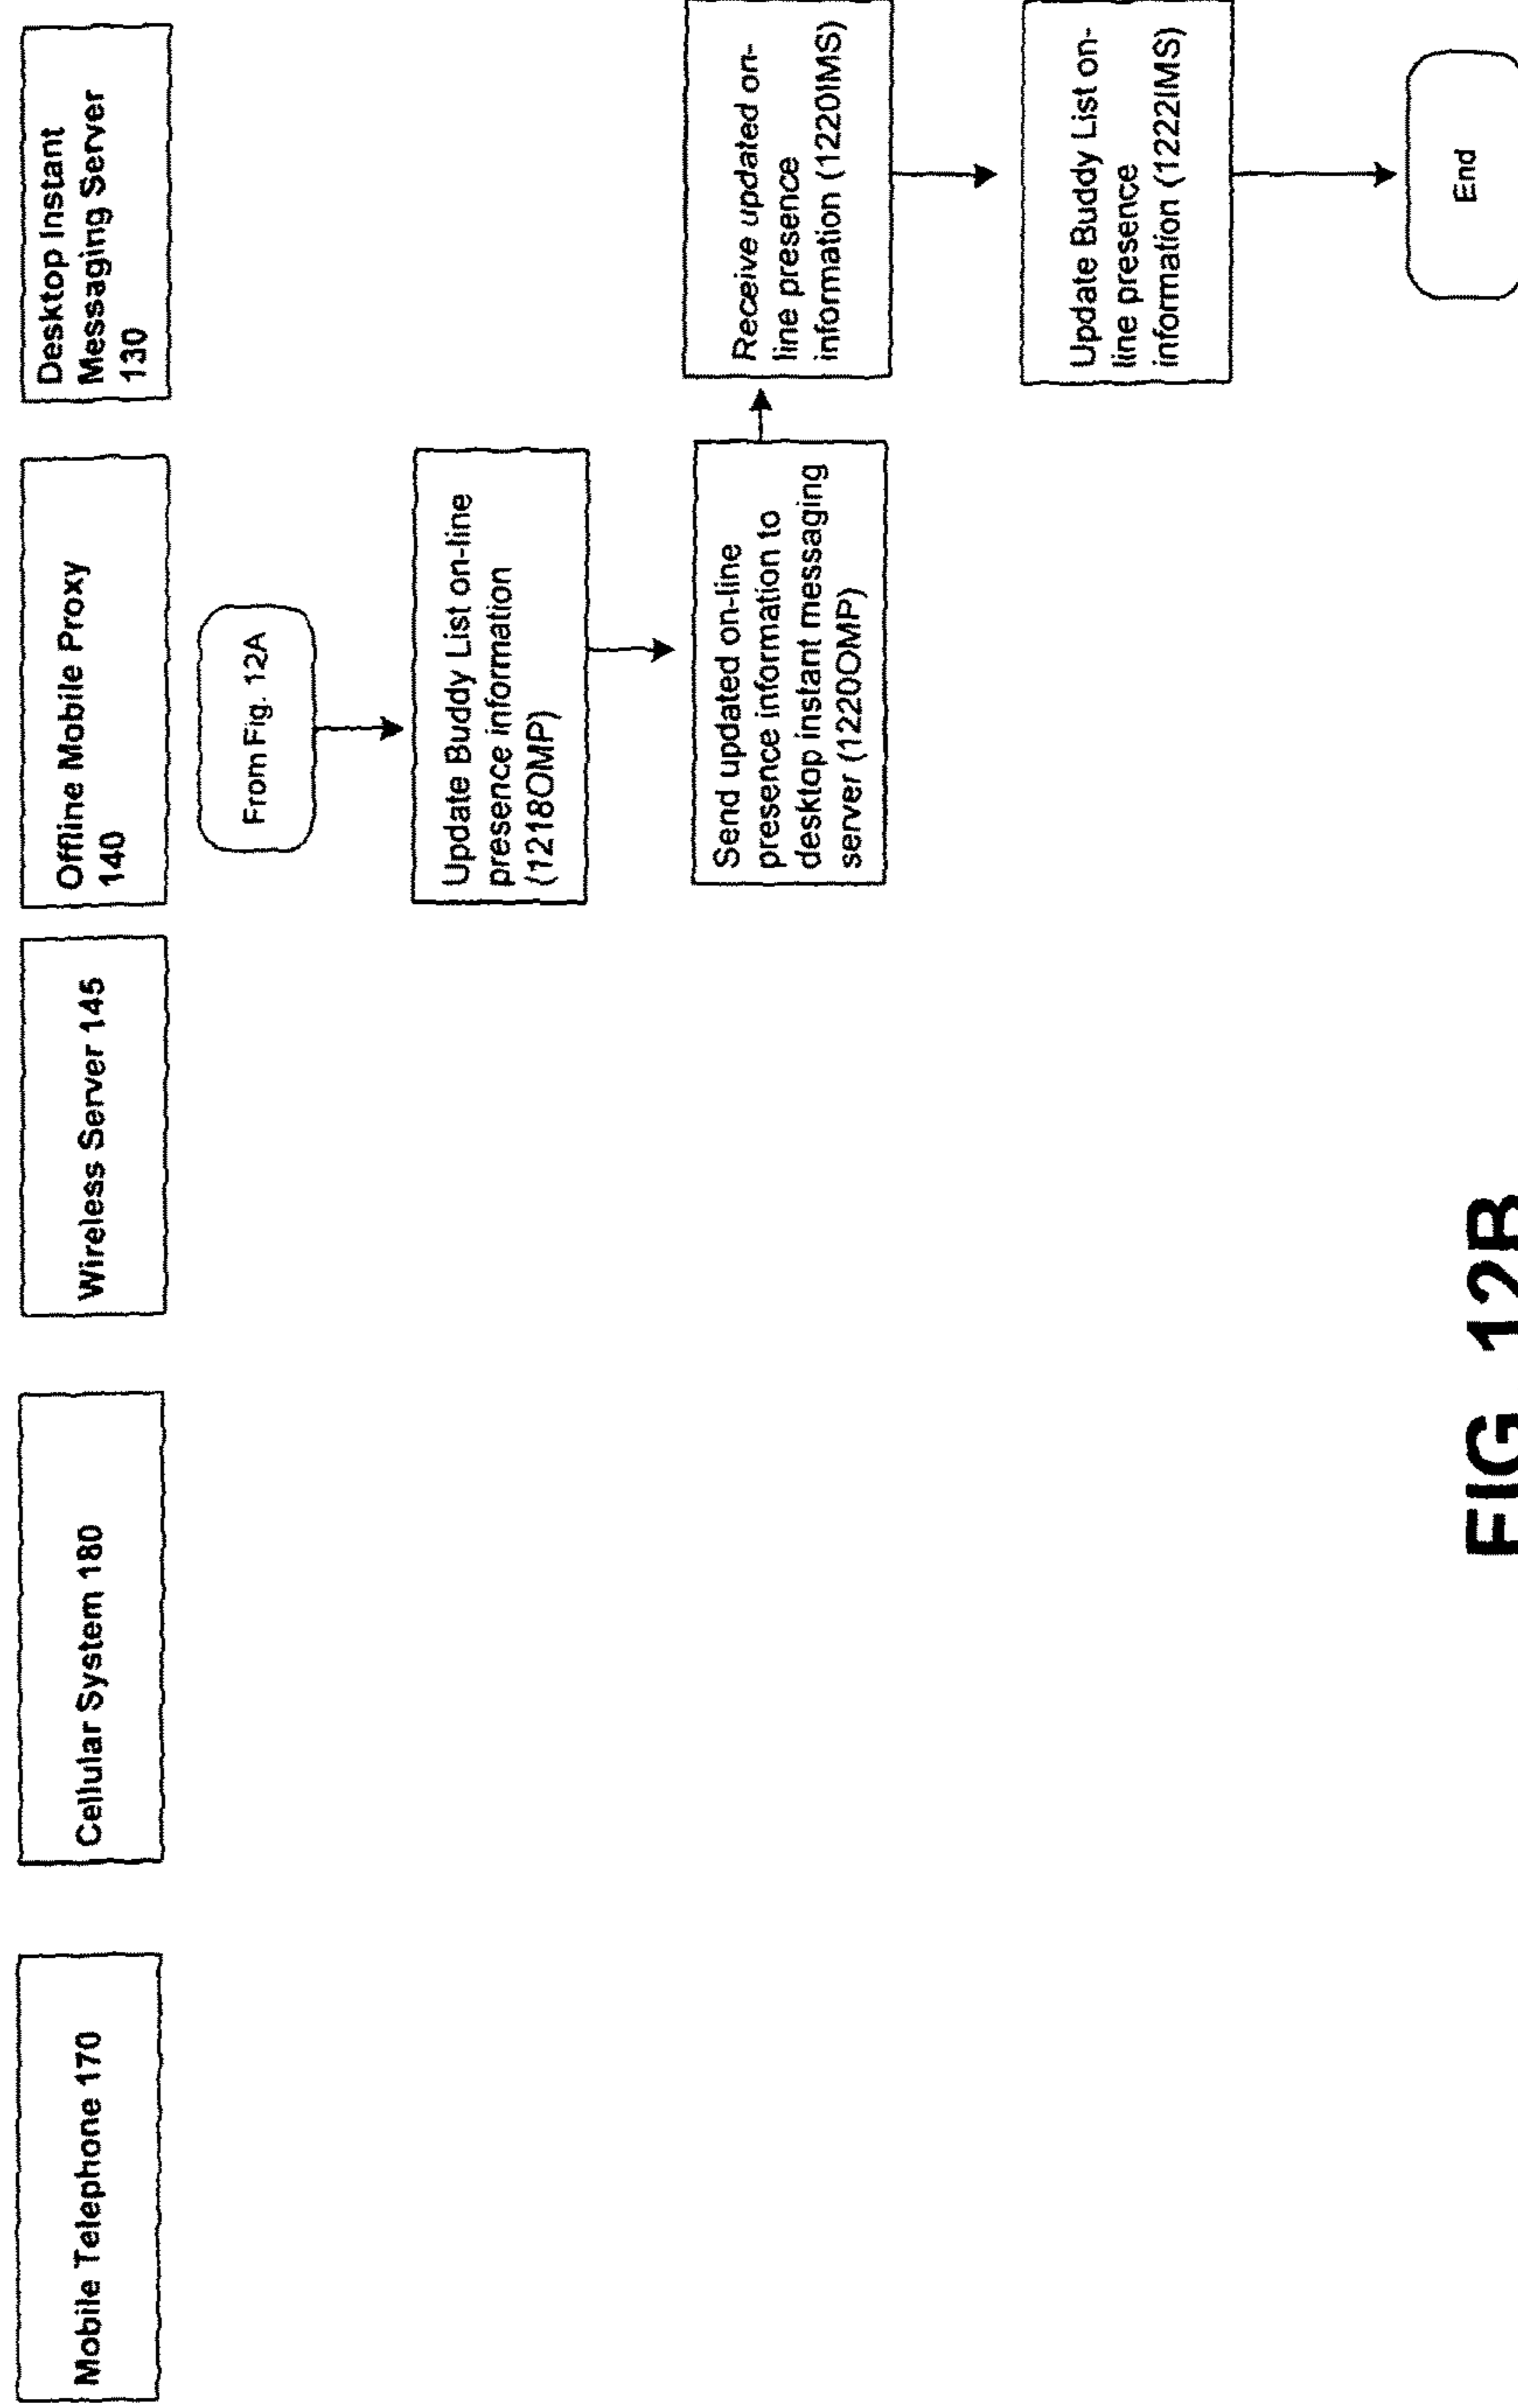 Mobile Telephone 170
Cellular System 180
Wireless Server 145
Offline Mobile Proxy
140
Desktop Instant
Messaging Server
130
From Fig. 12A
Update Buddy List on-line
presence information
(1218OMP)
Send updated on-line
presence information to
desktop instant messaging
server (1220OMP)
Receive updated on-
line presence
information (1220IMS)
Update Buddy List on-
line presence
information (1222IMS)
End
FIG 12B